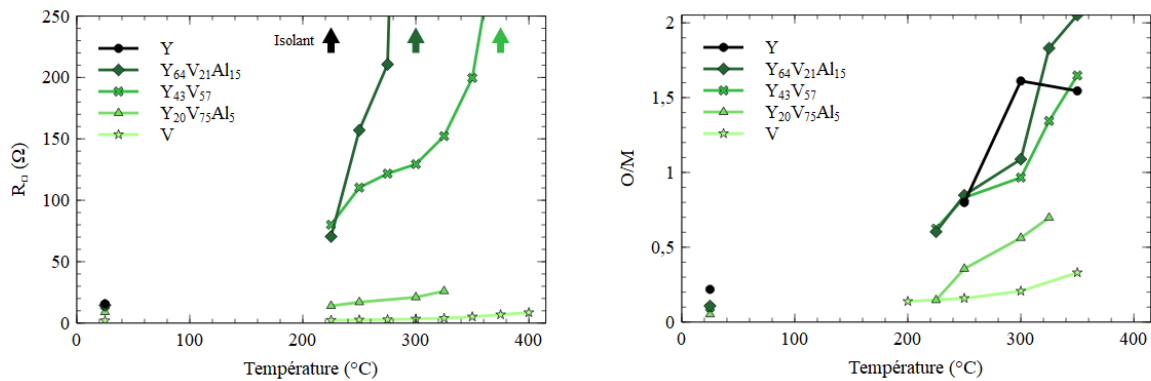 250
200
150
100
50
0
R□ (Ω)
Isolant
Y
Y64V21Al15
Y43V57
Y20V75Al5
V
0
100
200
300
400
Température (°C)
2
1,5
1
0,5
0
O/M
Y
Y64V21Al15
Y43V57
Y20V75Al5
V
0
100
200
300
400
Température (°C)